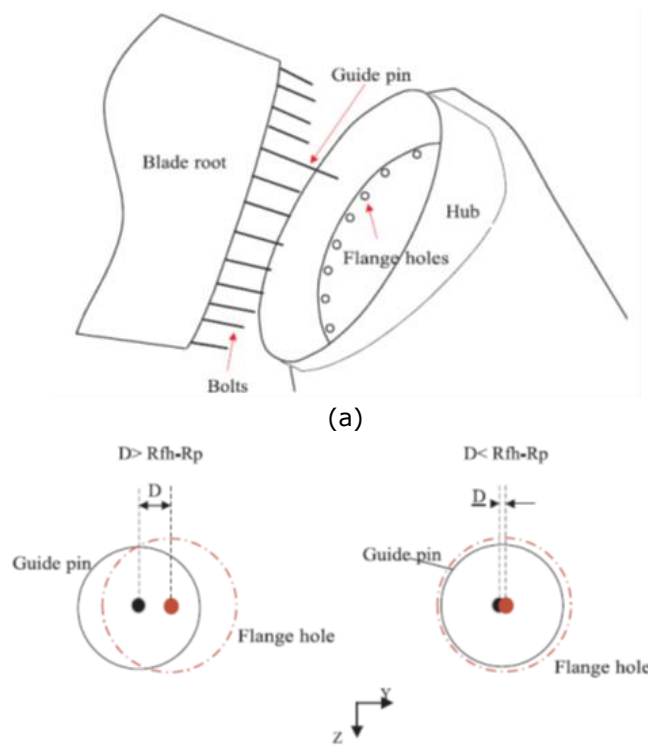 Guide pin
Blade root
Hub
Flange holes
Bolts
(a)
D> Rfh-Rp
D< Rfh-Rp
D
D
Guide pin
Guide pin
Flange hole
Flange hole
Y
Z